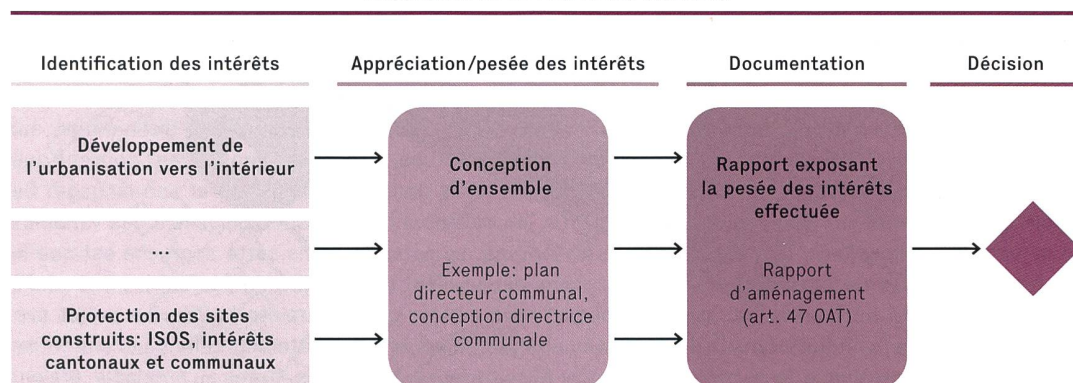 Identification des intérêts
Appréciation/pesée des intérêts
Documentation
Décision
Développement de
l'urbanisation vers l'intérieur
...
Protection des sites
construits: ISOS, intérêts
cantonaux et communaux
Conception
d'ensemble
Exemple: plan
directeur communal,
conception directrice
communale
Rapport exposant
la pesée des intérêts
effectuée
Rapport
d'aménagement
(art. 47 OAT)